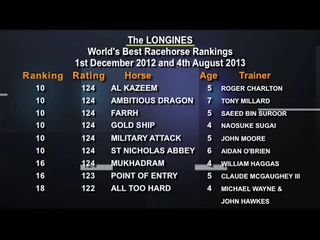 The LONGINES
World's Best Racehorse Rankings
1st December 2012 and 4th August 2013
Ranking Rating Horse Age Trainer
10 124 AL KAZEEM 5 ROGER CHARLTON
10 124 AMBITIOUS DRAGON 7 TONY MILLARD
10 124 FARRH 5 SAEED BIN SUROOR
10 124 GOLD SHIP 4 NAOSUKE SUGAI
10 124 MILITARY ATTACK 5 JOHN MOORE
10 124 ST NICHOLAS ABBEY 6 AIDAN O'BRIEN
16 124 MUKHADRAM 4 WILLIAM HAGGAS
16 123 POINT OF ENTRY 5 CLAUDE MCGAUGHEY III
18 122 ALL TOO HARD 4 MICHAEL WAYNE &
JOHN HAWKES